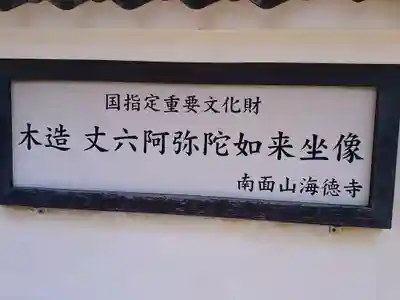 国指定重要文化財
木造 丈六阿弥陀如来坐像
南面山海徳寺